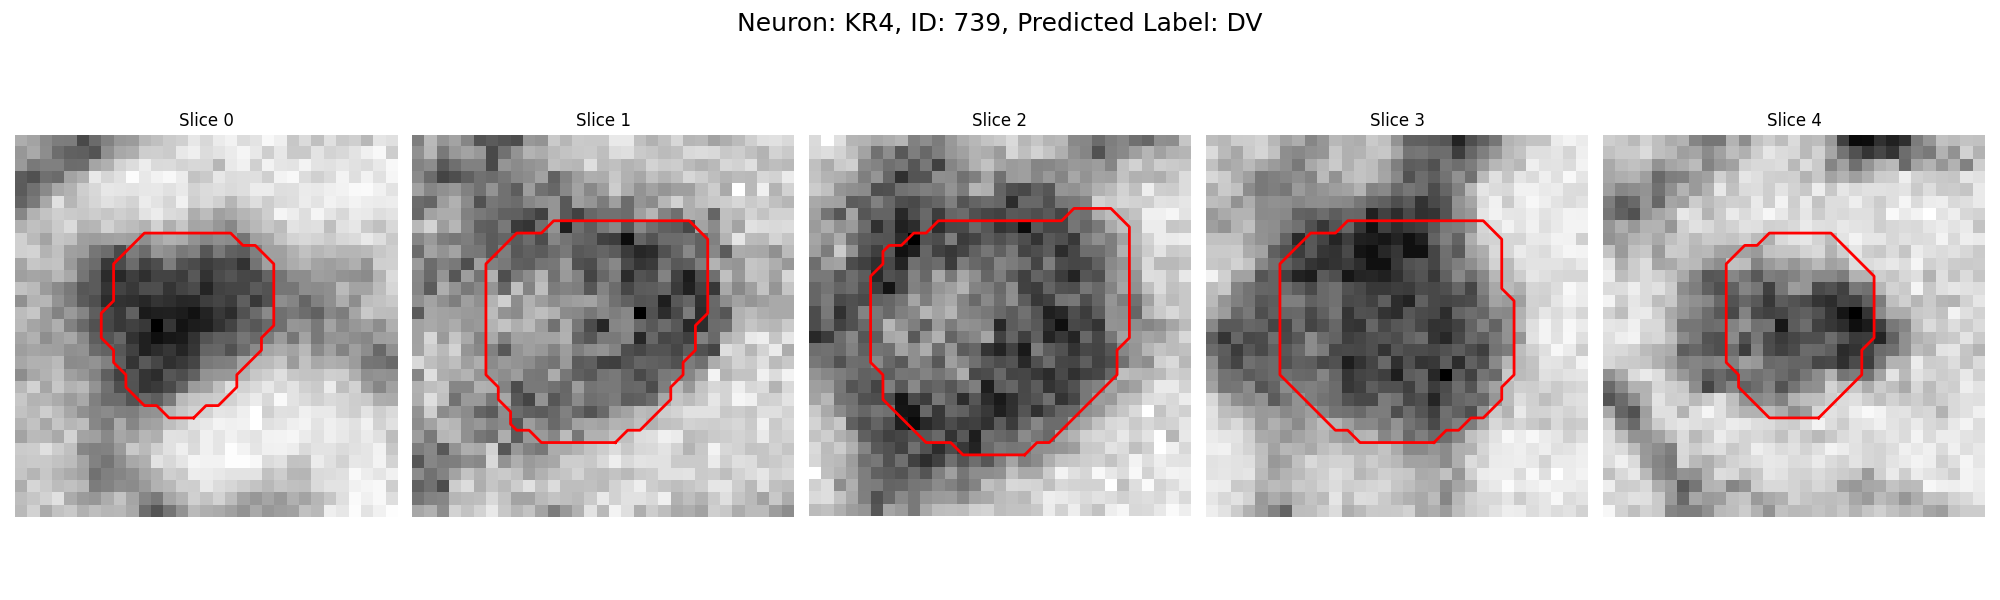 Neuron: KR4, ID: 739, Predicted Label: DV
Slice 0
Slice 1
Slice 2
Slice 3
Slice 4